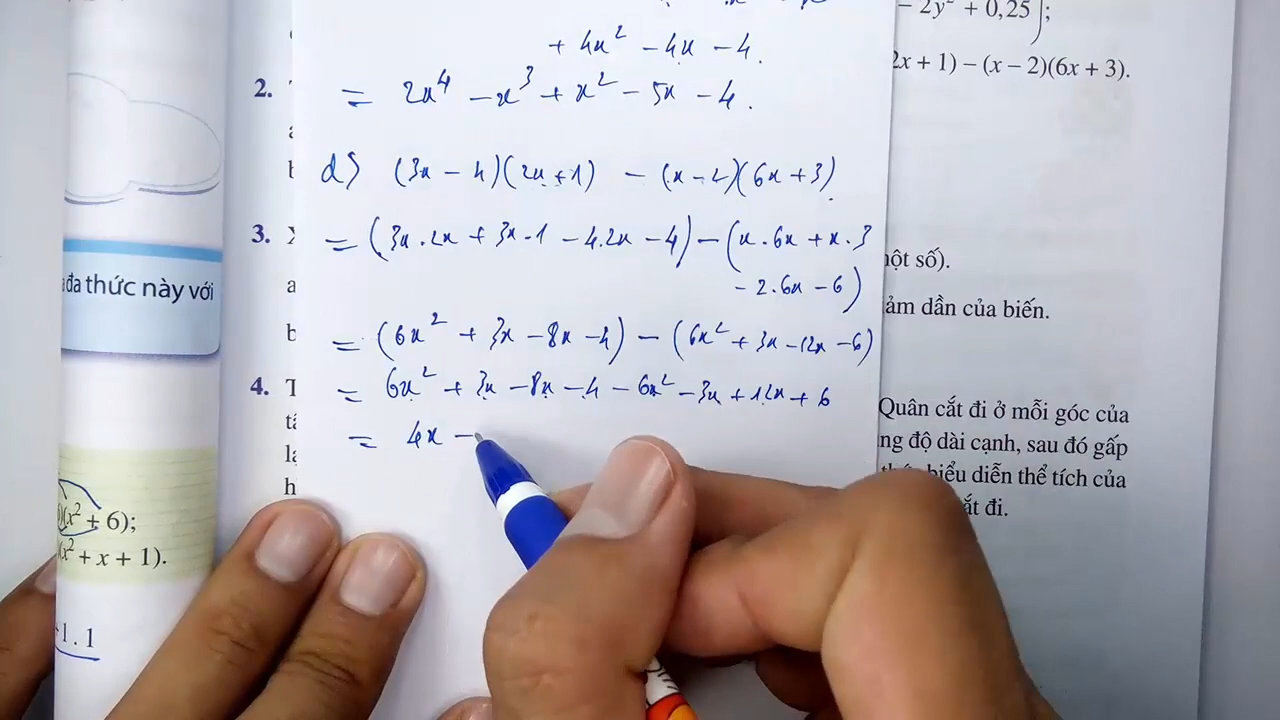 – 2y² + 0,25);
2x + 1) – (x – 2)(6x + 3).
+ 4x² – 4x – 4.
2.
= 2x⁴ – x³ + x² – 5x – 4.
a
b
d) (3x – 4)(2x + 1) – (x – 2)(6x + 3)
3.
= (3x.2x + 3x.1 – 4.2x – 4) – (x.6x + x.3
– 2.6x – 6)
một số).
a
ảm dần của biến.
b
đa thức này với
= (6x² + 3x – 8x – 4) – (6x² + 3x – 12x – 6)
4. T
= 6x² + 3x – 8x – 4 – 6x² – 3x + 12x + 6
= 4x –
Quân cắt đi ở mỗi góc của
ng độ dài cạnh, sau đó gấp
biểu diễn thể tích của
ắt đi.
h
)(x² + 6);
(x² + x + 1).
1.1